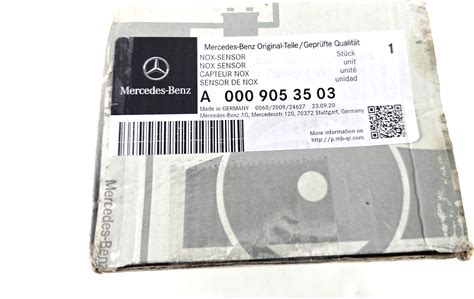 Mercedes-Benz Original-Teile/Geprüfte Qualität
NOX-SENSOR Stück 1
NOX SENSOR unit
CAPTEUR NOX unité
SENSOR DE NOX unidad
Mercedes-Benz
A 000 905 35 03
Made in GERMANY 0060/2009/24627 23.09.20
Mercedes-Benz AG, Mercedesstr.120, 70372 Stuttgart, Germany
More information on
http://p.mb-qr.com
Mercedes-Benz